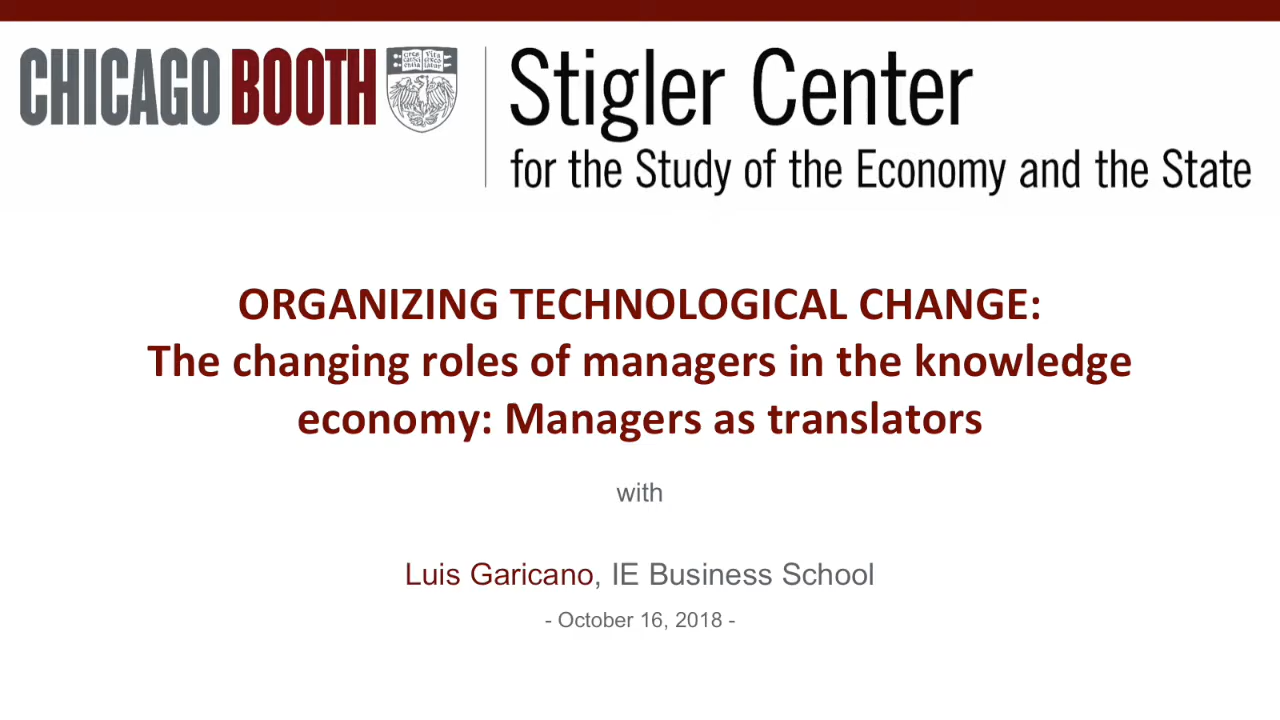 CHICAGO BOOTH
Stigler Center
for the Study of the Economy and the State
ORGANIZING TECHNOLOGICAL CHANGE:
The changing roles of managers in the knowledge
economy: Managers as translators
with
Luis Garicano, IE Business School
- October 16, 2018 -